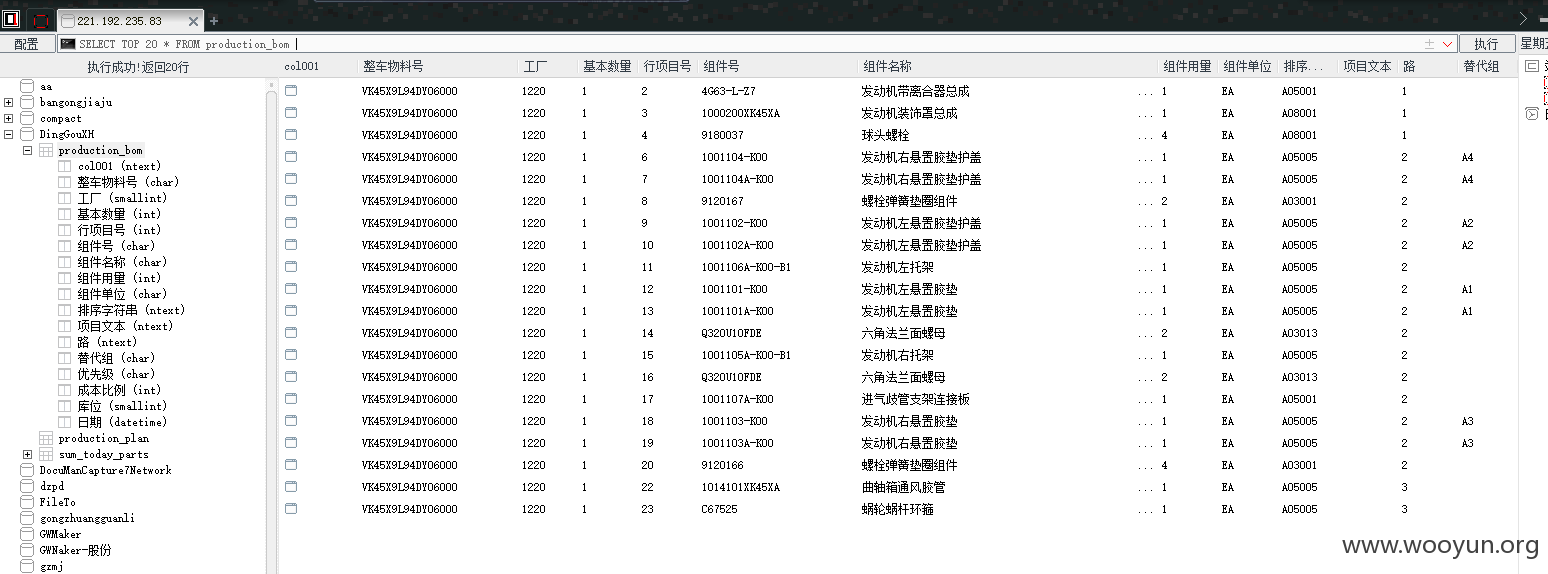 221.192.235.83
配置 SELECT TOP 20 * FROM production_bom 执行 星期五
执行成功!返回20行
aa
bangongjiaju
compact
DingGouXH
production_bom
col001 (ntext)
整车物料号 (char)
工厂 (smallint)
基本数量 (int)
行项目号 (int)
组件号 (char)
组件名称 (char)
组件用量 (int)
组件单位 (char)
排序字符串 (ntext)
项目文本 (ntext)
路 (ntext)
替代组 (char)
优先级 (char)
成本比例 (int)
库位 (smallint)
日期 (datetime)
production_plan
sum_today_parts
DocuManCapture7Network
dzpd
FileTo
gongzhuangguanli
GWMaker
GWNaker-股份
gzmj
col001 整车物料号 工厂 基本数量 行项目号 组件号 组件名称 组件用量 组件单位 排序... 项目文本 路 替代组
VK45X9L94DY06000 1220 1 2 4G63-L-Z7 发动机带离合器总成 ... 1 EA A05001 1
VK45X9L94DY06000 1220 1 3 1000200XK45XA 发动机装饰罩总成 ... 1 EA A08001 1
VK45X9L94DY06000 1220 1 4 9180037 球头螺栓 ... 4 EA A08001 1
VK45X9L94DY06000 1220 1 6 1001104-K00 发动机右悬置胶垫护盖 ... 1 EA A05005 2 A4
VK45X9L94DY06000 1220 1 7 1001104A-K00 发动机右悬置胶垫护盖 ... 1 EA A05005 2 A4
VK45X9L94DY06000 1220 1 8 9120167 螺栓弹簧垫圈组件 ... 2 EA A03001 2
VK45X9L94DY06000 1220 1 9 1001102-K00 发动机左悬置胶垫护盖 ... 1 EA A05005 2 A2
VK45X9L94DY06000 1220 1 10 1001102A-K00 发动机左悬置胶垫护盖 ... 1 EA A05005 2 A2
VK45X9L94DY06000 1220 1 11 1001106A-K00-B1 发动机左托架 ... 1 EA A05005 2
VK45X9L94DY06000 1220 1 12 1001101-K00 发动机左悬置胶垫 ... 1 EA A05005 2 A1
VK45X9L94DY06000 1220 1 13 1001101A-K00 发动机左悬置胶垫 ... 1 EA A05005 2 A1
VK45X9L94DY06000 1220 1 14 Q320U10FDE 六角法兰面螺母 ... 2 EA A03013 2
VK45X9L94DY06000 1220 1 15 1001105A-K00-B1 发动机右托架 ... 1 EA A05005 2
VK45X9L94DY06000 1220 1 16 Q320U10FDE 六角法兰面螺母 ... 2 EA A03013 2
VK45X9L94DY06000 1220 1 17 1001107A-K00 进气歧管支架连接板 ... 1 EA A05001 2
VK45X9L94DY06000 1220 1 18 1001103-K00 发动机右悬置胶垫 ... 1 EA A05005 2 A3
VK45X9L94DY06000 1220 1 19 1001103A-K00 发动机右悬置胶垫 ... 1 EA A05005 2 A3
VK45X9L94DY06000 1220 1 20 9120166 螺栓弹簧垫圈组件 ... 4 EA A03001 2
VK45X9L94DY06000 1220 1 22 1014101XK45XA 曲轴箱通风胶管 ... 1 EA A05005 3
VK45X9L94DY06000 1220 1 23 C67525 蜗轮蜗杆环箍 ... 1 EA A05005 3
www.wooyun.org